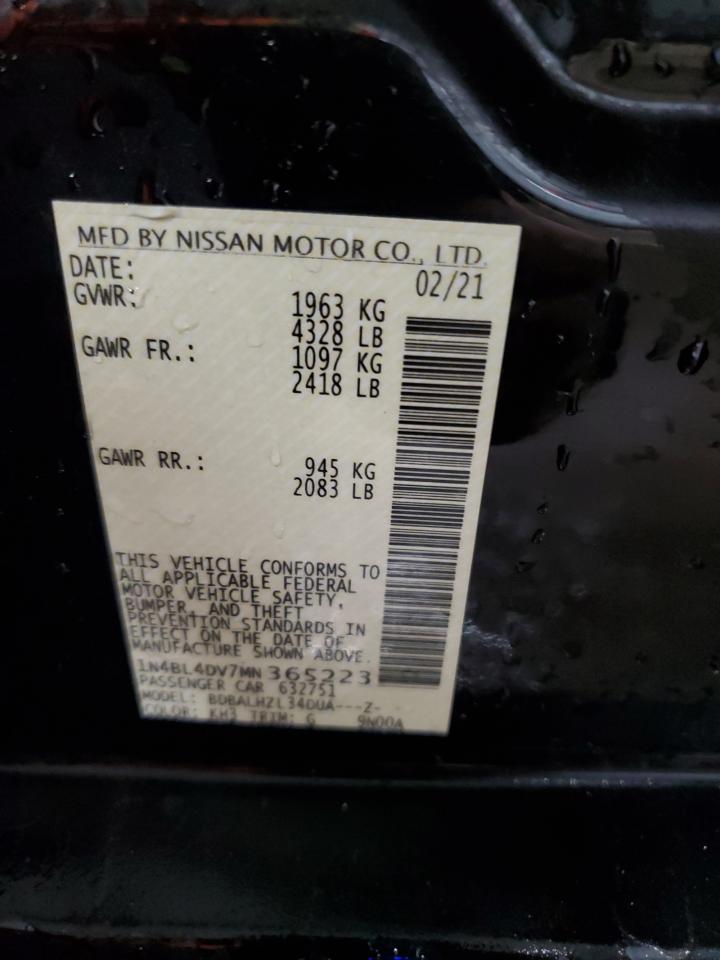 MFD BY NISSAN MOTOR CO., LTD.
DATE: 02/21
GVWR: 1963 KG
4328 LB
GAWR FR.: 1097 KG
2418 LB
GAWR RR.: 945 KG
2083 LB
THIS VEHICLE CONFORMS TO
ALL APPLICABLE FEDERAL
MOTOR VEHICLE SAFETY,
BUMPER, AND THEFT
PREVENTION STANDARDS IN
EFFECT ON THE DATE OF
MANUFACTURE SHOWN ABOVE.
1N4BL4DV7MN 365223
PASSENGER CAR 632751
MODEL: BDBALHZL34DUA---Z-
COLOR: KH3 TRIM: G 9N00A